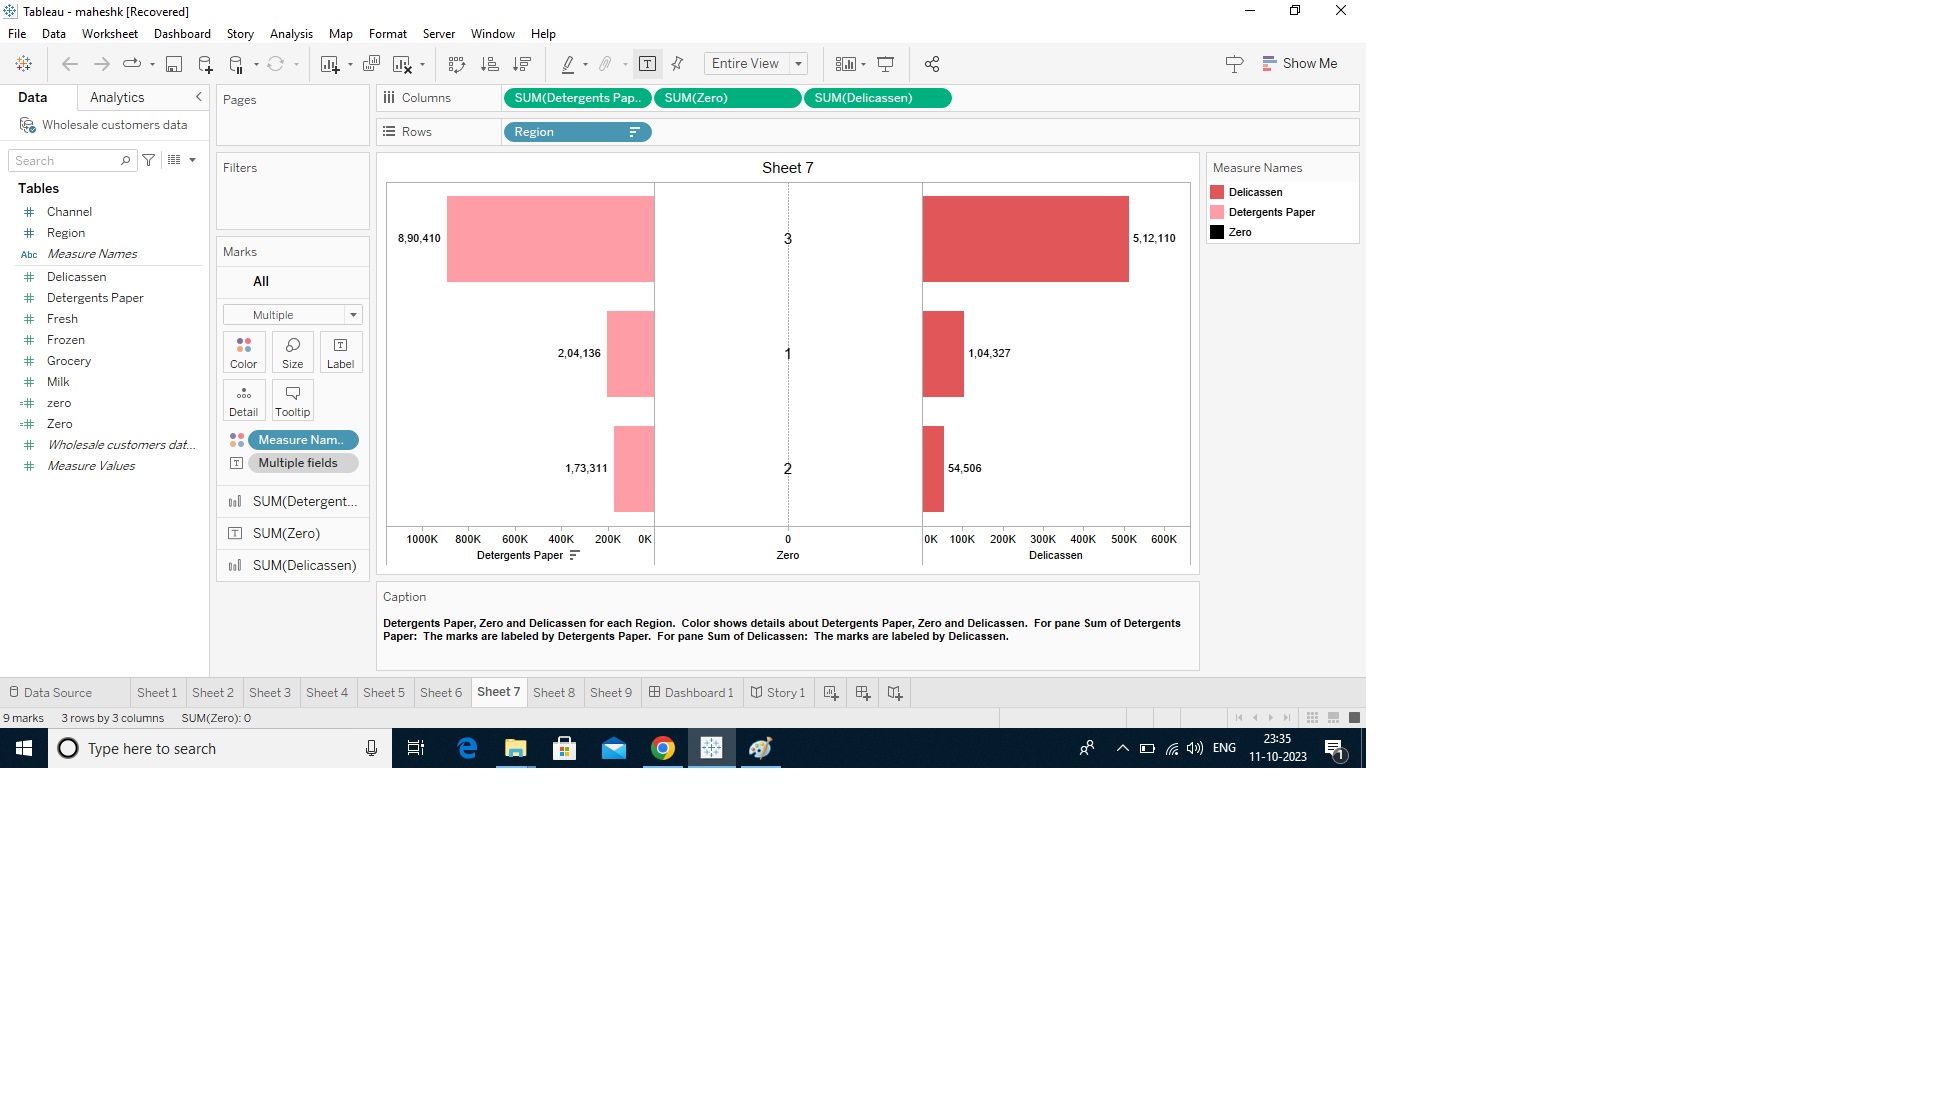 Tableau - maheshk [Recovered]
File Data Worksheet Dashboard Story Analysis Map Format Server Window Help
Entire View
Show Me
Data Analytics
Pages
Columns SUM(Detergents Pap.. SUM(Zero) SUM(Delicassen)
Wholesale customers data
Rows Region
Search
Filters
Sheet 7
Measure Names
Tables
Delicassen
Channel
Detergents Paper
Region
Zero
Abc Measure Names
Delicassen
Detergents Paper
Fresh
Frozen
Grocery
Milk
zero
Zero
Wholesale customers dat...
Measure Values
Marks
All
Multiple
Color Size Label
Detail Tooltip
Measure Nam..
Multiple fields
SUM(Detergent...
SUM(Zero)
SUM(Delicassen)
8,90,410 3 5,12,110
2,04,136 1 1,04,327
1,73,311 2 54,506
1000K 800K 600K 400K 200K 0K 0 0K 100K 200K 300K 400K 500K 600K
Detergents Paper Zero Delicassen
Caption
Detergents Paper, Zero and Delicassen for each Region. Color shows details about Detergents Paper, Zero and Delicassen. For pane Sum of Detergents
Paper: The marks are labeled by Detergents Paper. For pane Sum of Delicassen: The marks are labeled by Delicassen.
Data Source Sheet 1 Sheet 2 Sheet 3 Sheet 4 Sheet 5 Sheet 6 Sheet 7 Sheet 8 Sheet 9 Dashboard 1 Story 1
9 marks 3 rows by 3 columns SUM(Zero): 0
Type here to search
ENG
23:35
11-10-2023
1